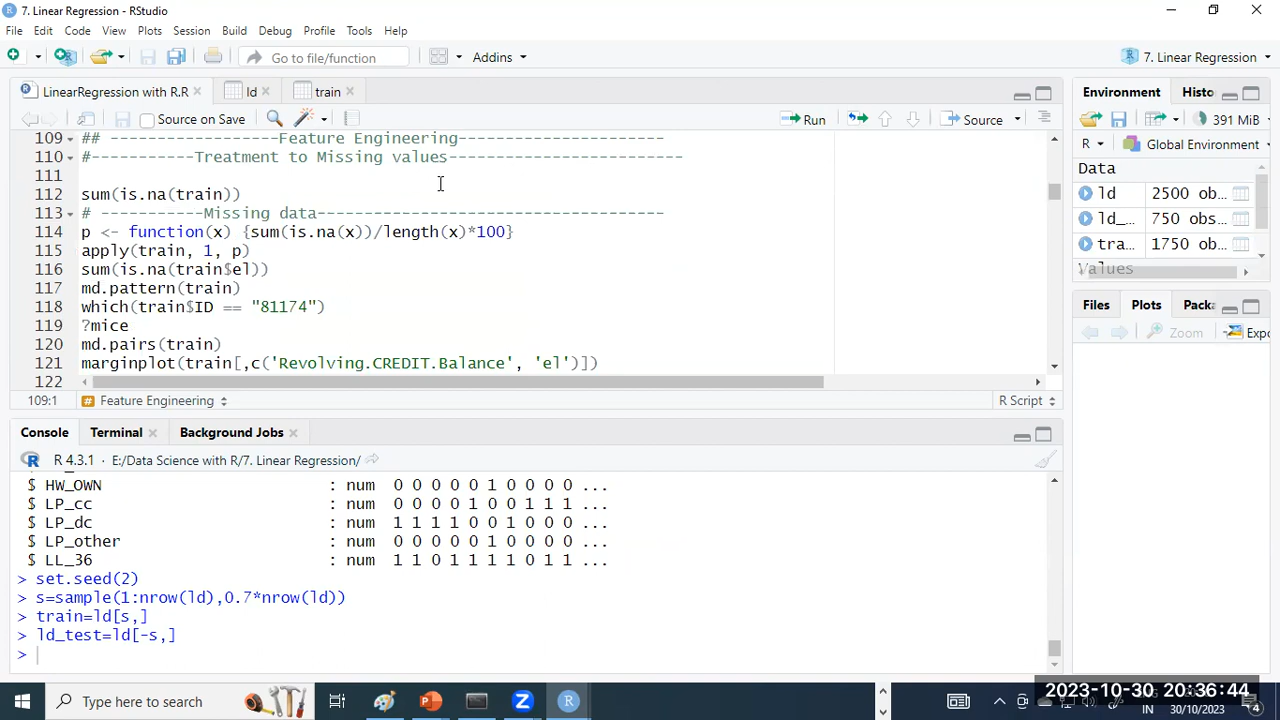 7. Linear Regression - RStudio
File Edit Code View Plots Session Build Debug Profile Tools Help
Go to file/function Addins 7. Linear Regression
LinearRegression with R.R ld train
Source on Save Run Source
109 ## -----------------Feature Engineering----------------------
110 #-----------Treatment to Missing values-------------------------
111
112 sum(is.na(train))
113 # -----------Missing data-------------------------------------
114 p <- function(x) {sum(is.na(x))/length(x)*100}
115 apply(train, 1, p)
116 sum(is.na(train$el))
117 md.pattern(train)
118 which(train$ID == "81174")
119 ?mice
120 md.pairs(train)
121 marginplot(train[,c('Revolving.CREDIT.Balance', 'el')])
122
109:1 Feature Engineering R Script
Environment Histo
391 MiB
R Global Environment
Data
ld 2500 ob…
ld_… 750 obs…
tra… 1750 ob…
Values
Files Plots Packa
Zoom Expo
Console Terminal Background Jobs
R 4.3.1 · E:/Data Science with R/7. Linear Regression/
$ HW_OWN : num 0 0 0 0 0 1 0 0 0 0 ...
$ LP_cc : num 0 0 0 0 1 0 0 1 1 1 ...
$ LP_dc : num 1 1 1 1 0 0 1 0 0 0 ...
$ LP_other : num 0 0 0 0 0 1 0 0 0 0 ...
$ LL_36 : num 1 1 0 1 1 1 1 0 1 1 ...
> set.seed(2)
> s=sample(1:nrow(ld),0.7*nrow(ld))
> train=ld[s,]
> ld_test=ld[-s,]
>
Type here to search
2023-10-30 20:36:44
IN 30/10/2023
4